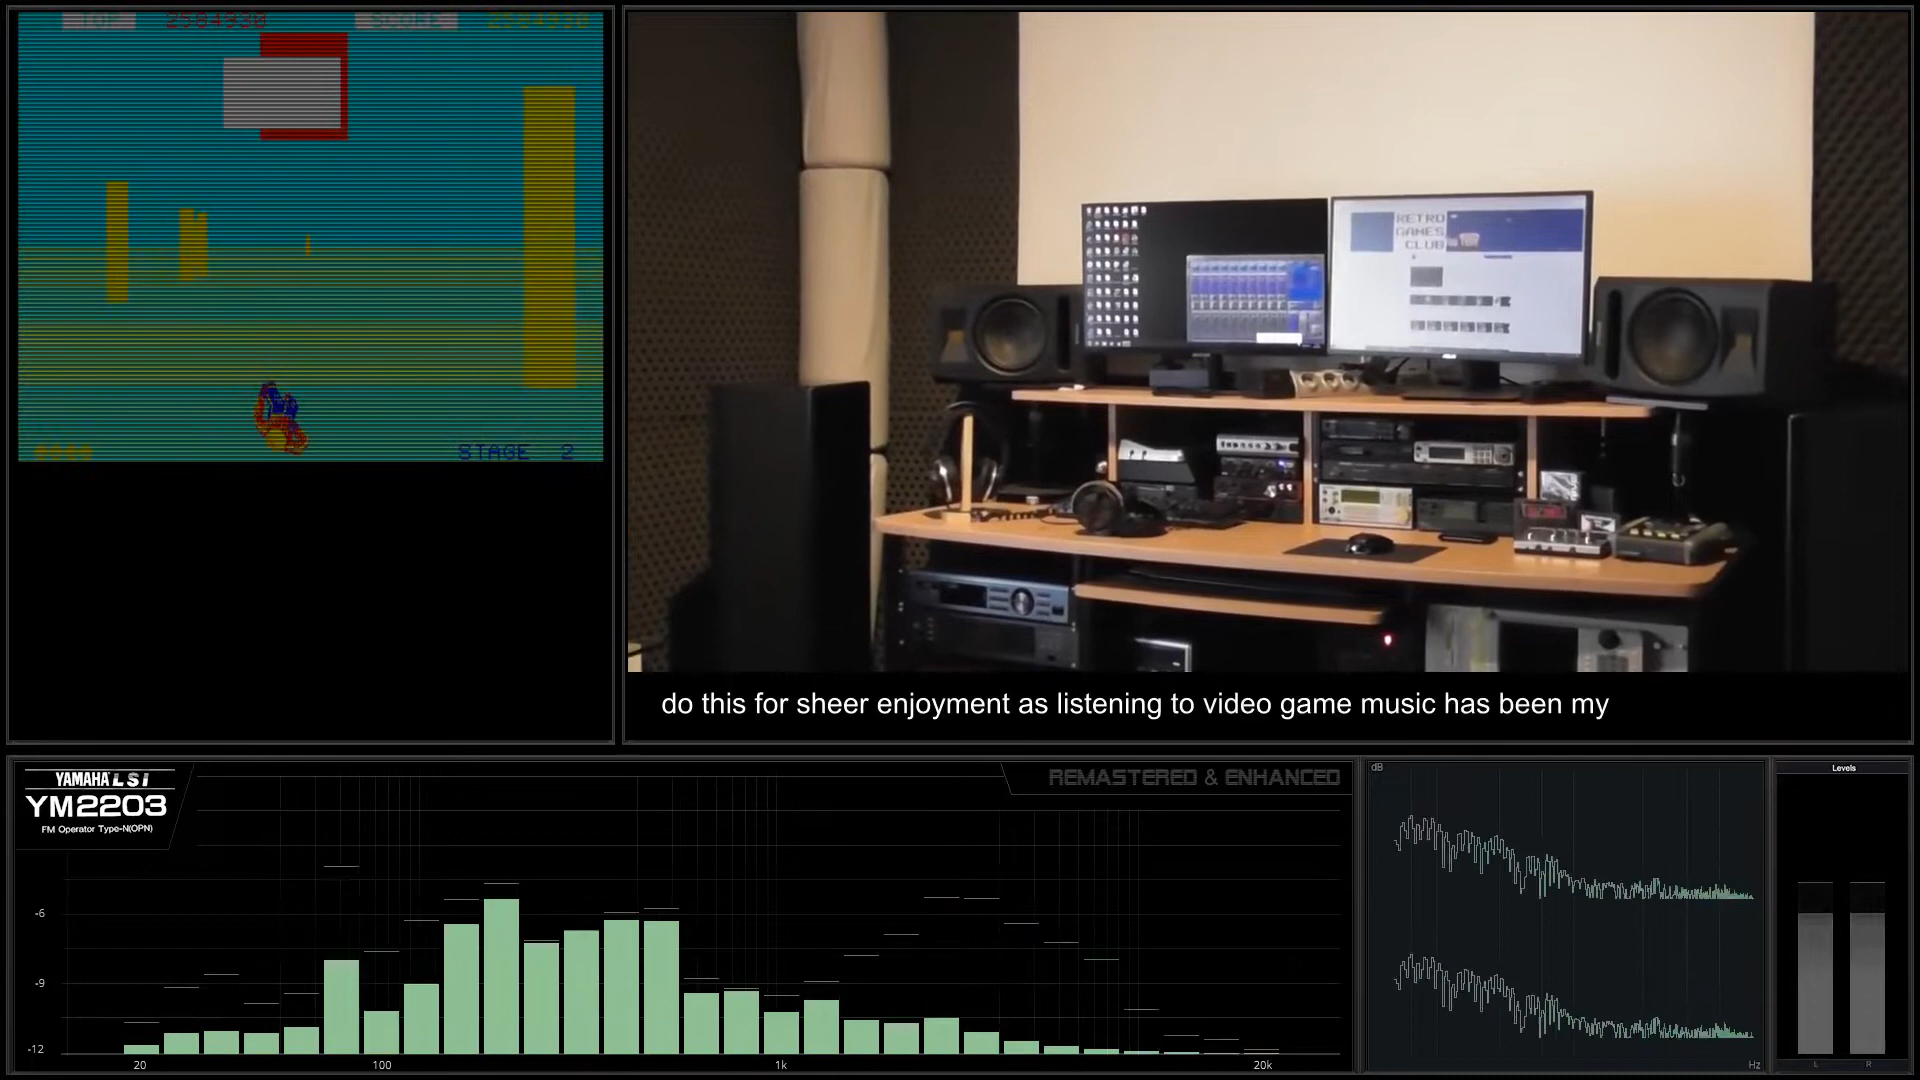 TOP 2584930 SCORE 2584930
STAGE 2
RETRO
GAMES
CLUB
do this for sheer enjoyment as listening to video game music has been my
YAMAHA LSI
YM2203
FM Operator Type-N(OPN)
REMASTERED & ENHANCED
dB
Levels
-6
-9
-12
20 100 1k 20k
Hz
L R